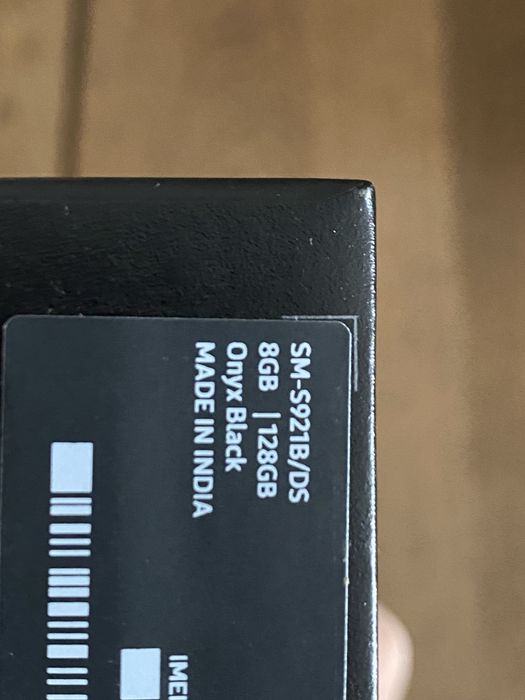 SM-S921B/DS
8GB | 128GB
Onyx Black
MADE IN INDIA
IME